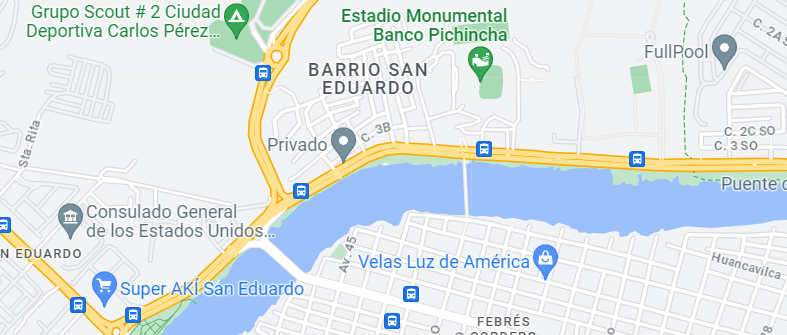 Grupo Scout # 2 Ciudad
Deportiva Carlos Pérez...
Estadio Monumental
Banco Pichincha
FullPool
C. 2A S
BARRIO SAN
EDUARDO
C. 3B
Privado
C. 2C SO
C. 3 SO
Sta. Rita
Puente
Consulado General
de los Estados Unidos...
N EDUARDO
Av. 45
Velas Luz de América
Huancavilca
Super AKÍ San Eduardo
FEBRÉS
CORDERO